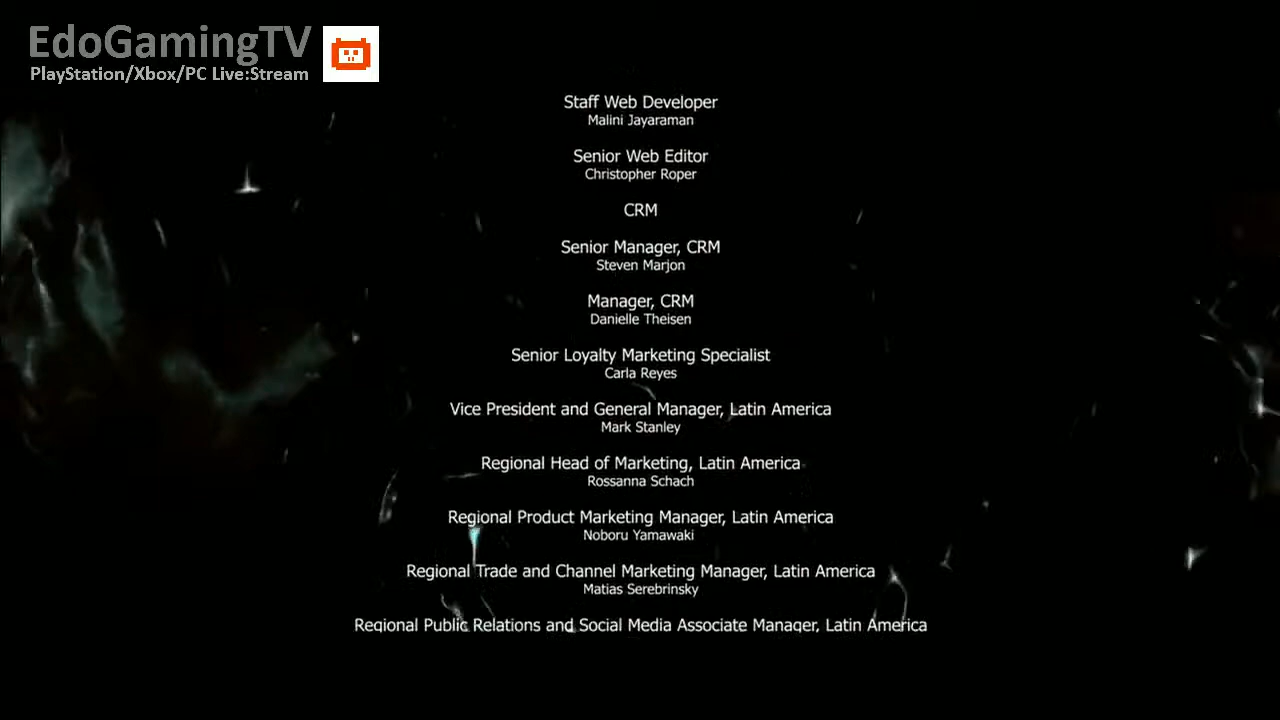 EdoGamingTV
PlayStation/Xbox/PC Live:Stream
Staff Web Developer
Malini Jayaraman
Senior Web Editor
Christopher Roper
CRM
Senior Manager, CRM
Steven Marjon
Manager, CRM
Danielle Theisen
Senior Loyalty Marketing Specialist
Carla Reyes
Vice President and General Manager, Latin America
Mark Stanley
Regional Head of Marketing, Latin America
Rossanna Schach
Regional Product Marketing Manager, Latin America
Noboru Yamawaki
Regional Trade and Channel Marketing Manager, Latin America
Matias Serebrinsky
Regional Public Relations and Social Media Associate Manager, Latin America